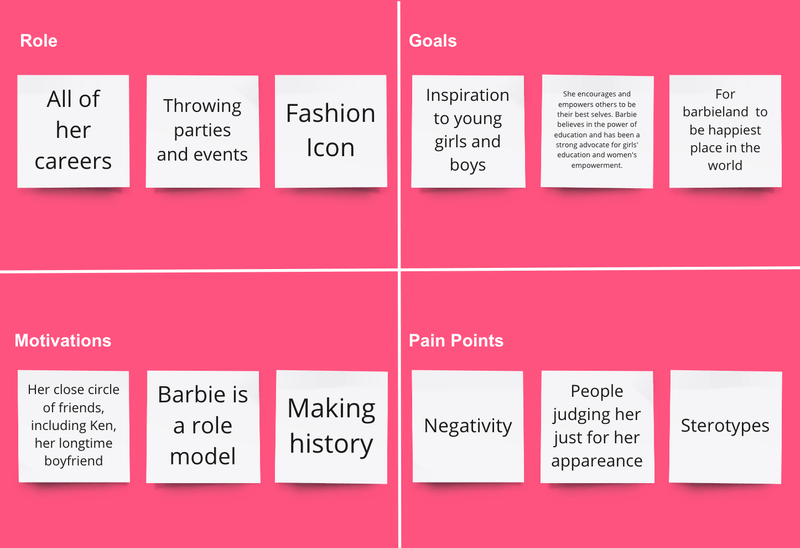 Role
All of
her
careers
Throwing
parties
and events
Fashion
Icon
Goals
Inspiration
to young
girls and
boys
She encourages and
empowers others to be
their best selves. Barbie
believes in the power of
education and has been a
strong advocate for girls'
education and women's
empowerment.
For
barbieland to
be happiest
place in the
world
Motivations
Her close circle
of friends,
including Ken,
her longtime
boyfriend
Barbie is
a role
model
Making
history
Pain Points
Negativity
People
judging her
just for her
appareance
Sterotypes